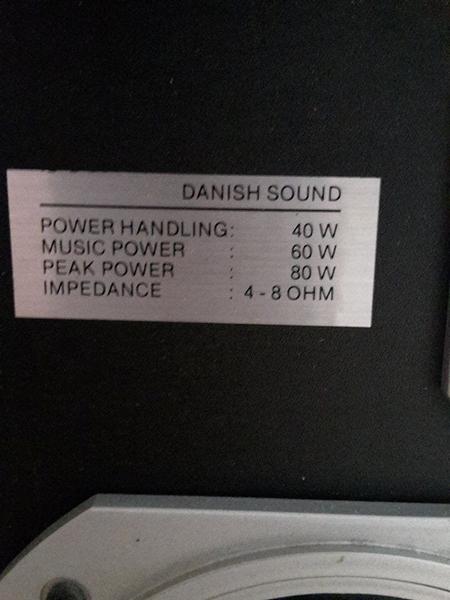 DANISH SOUND
POWER HANDLING: 40 W
MUSIC POWER : 60 W
PEAK POWER : 80 W
IMPEDANCE : 4 - 8 OHM